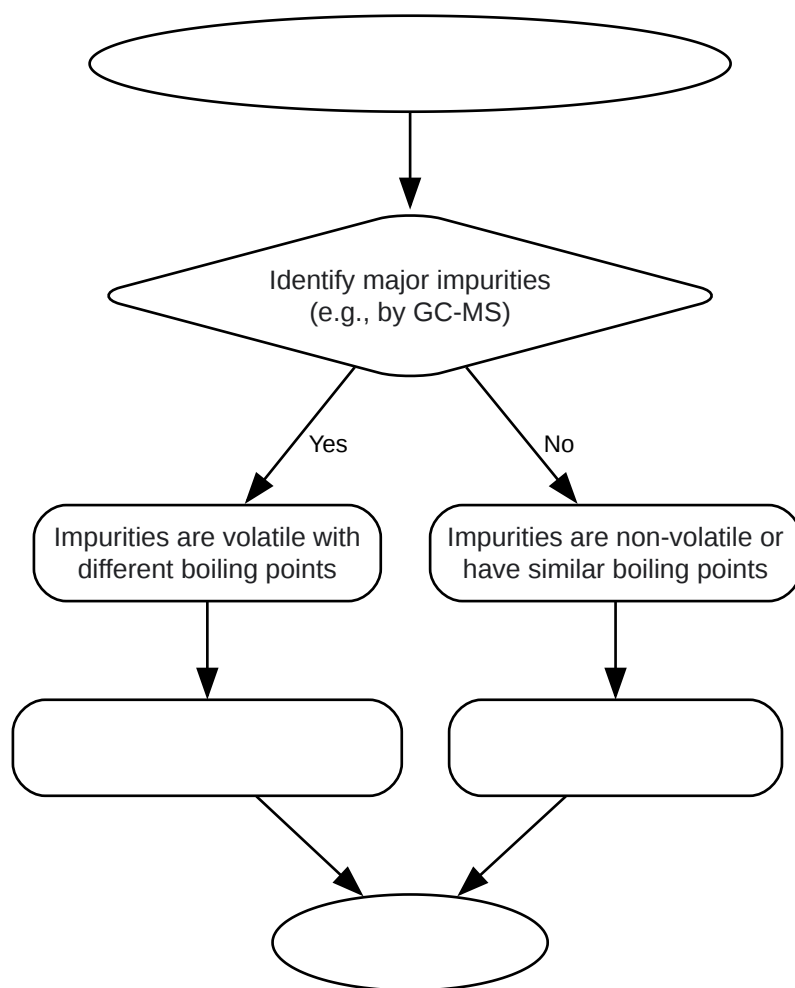 Identify major impurities
(e.g., by GC-MS)
Yes
No
Impurities are volatile with
different boiling points
Impurities are non-volatile or
have similar boiling points